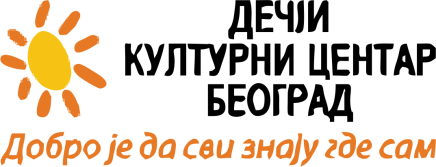 ДЕЧЈИ
КУЛТУРНИ ЦЕНТАР
БЕОГРАД
Добро је да сви знају где сам